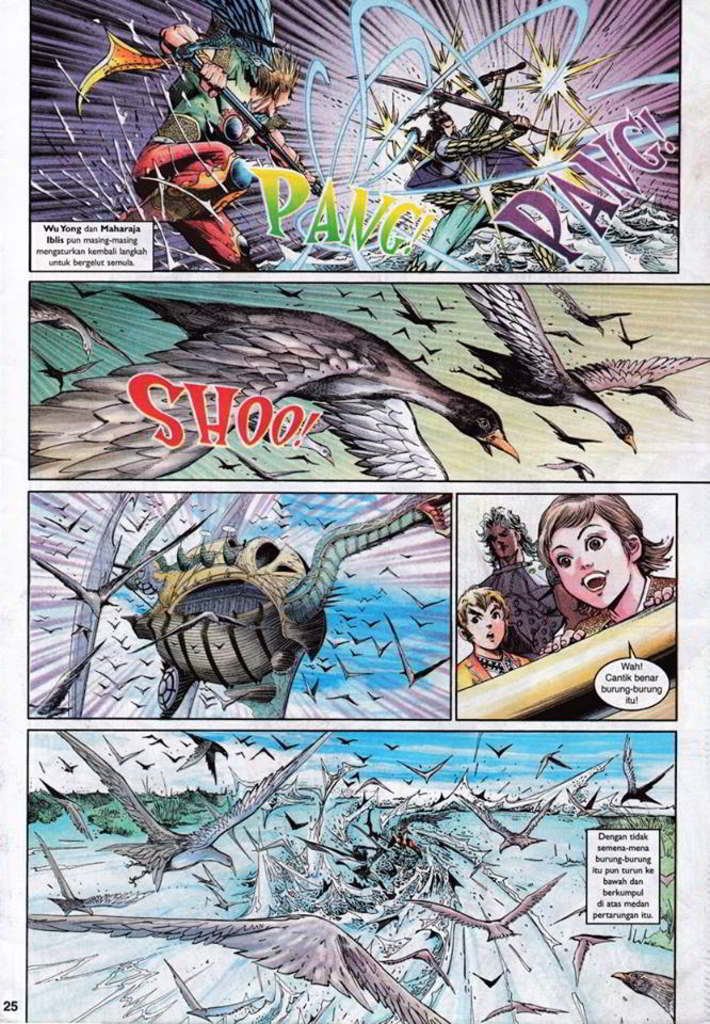 PANG!
PANG!
Wu Yong dan Maharaja
Iblis pun masing-masing
mengaturkan kembali langkah
untuk bergelut semula.
SHOO!
Wah!
Cantik benar
burung-burung
itu!
Dengan tidak
semena-mena
burung-burung
itu pun turun ke
bawah dan
berkumpul
di atas medan
pertarungan itu.
25